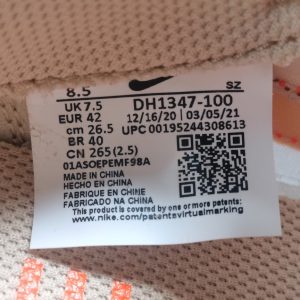 8.5 SZ
UK 7.5 DH1347-100
EUR 42 12/16/20 | 03/05/21
cm 26.5 UPC 00195244308613
BR 40
CN 265 (2.5)
01ASOEPEMF98A
MADE IN CHINA
HECHO EN CHINA
FABRIQUE EN CHINE
FABRICADO NA CHINA
This product is covered by one or more patents
www.nike.com/patentsvirtualmarking